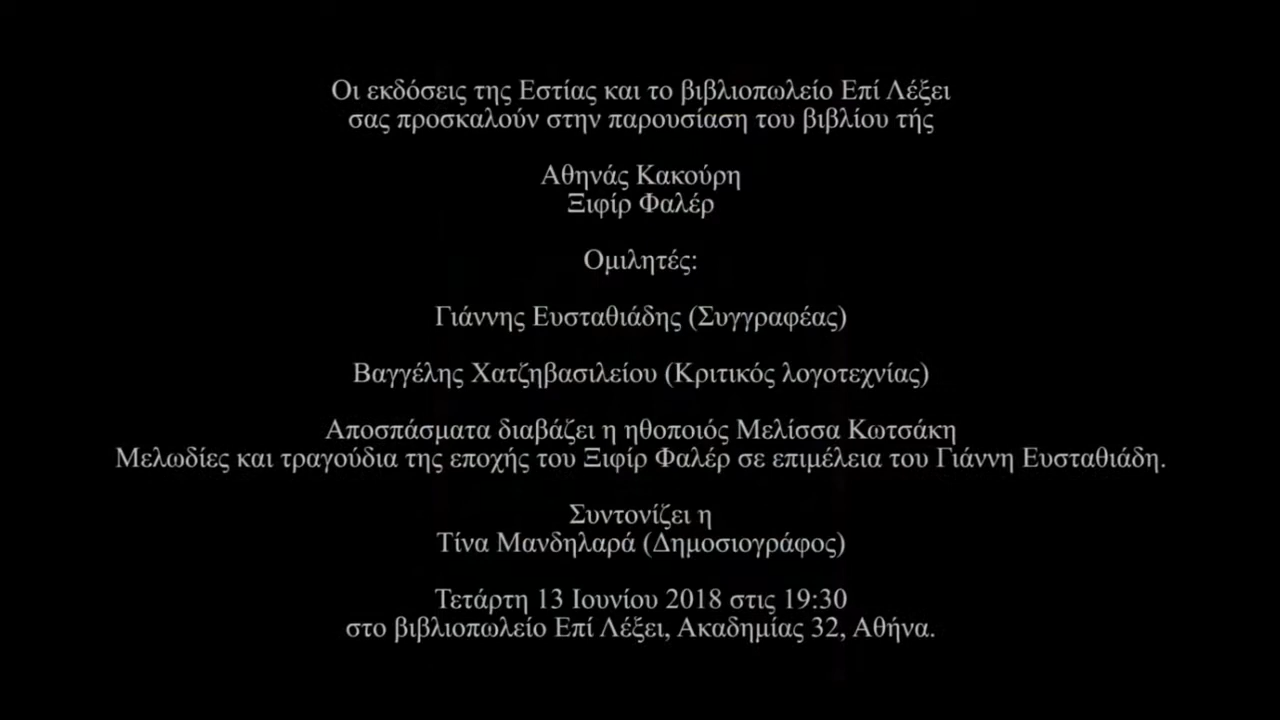 Οι εκδόσεις της Εστίας και το βιβλιοπωλείο Επί Λέξει
σας προσκαλούν στην παρουσίαση του βιβλίου τής
Αθηνάς Κακούρη
Ξιφίρ Φαλέρ
Ομιλητές:
Γιάννης Ευσταθιάδης (Συγγραφέας)
Βαγγέλης Χατζηβασιλείου (Κριτικός λογοτεχνίας)
Αποσπάσματα διαβάζει η ηθοποιός Μελίσσα Κωτσάκη
Μελωδίες και τραγούδια της εποχής του Ξιφίρ Φαλέρ σε επιμέλεια του Γιάννη Ευσταθιάδη.
Συντονίζει η
Τίνα Μανδηλαρά (Δημοσιογράφος)
Τετάρτη 13 Ιουνίου 2018 στις 19:30
στο βιβλιοπωλείο Επί Λέξει, Ακαδημίας 32, Αθήνα.